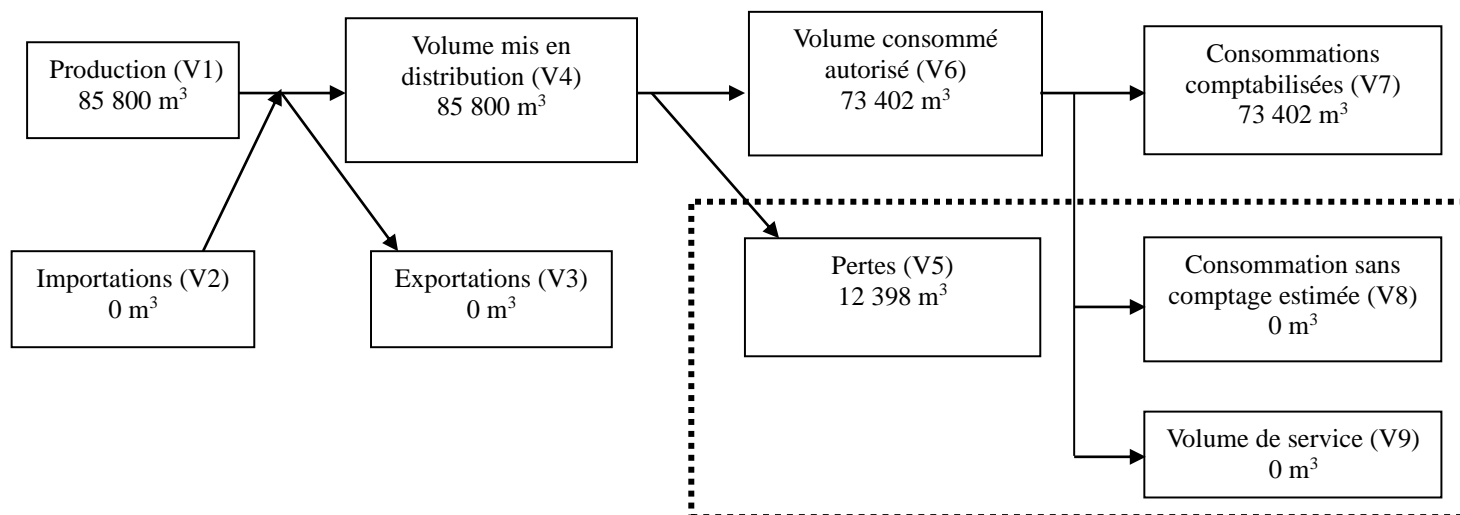 Production (V1)
85 800 m³
Volume mis en
distribution (V4)
85 800 m³
Volume consommé
autorisé (V6)
73 402 m³
Consommations
comptabilisées (V7)
73 402 m³
Importations (V2)
0 m³
Exportations (V3)
0 m³
Pertes (V5)
12 398 m³
Consommation sans
comptage estimée (V8)
0 m³
Volume de service (V9)
0 m³